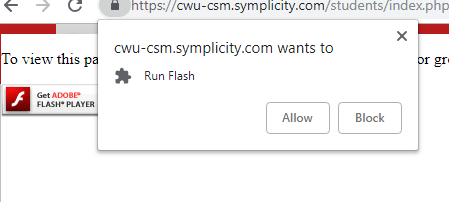 https://cwu-csm.symplicity.com/students/index.php
cwu-csm.symplicity.com wants to
To view this pa
or gr
Run Flash
Get ADOBE®
FLASH® PLAYER
Allow
Block